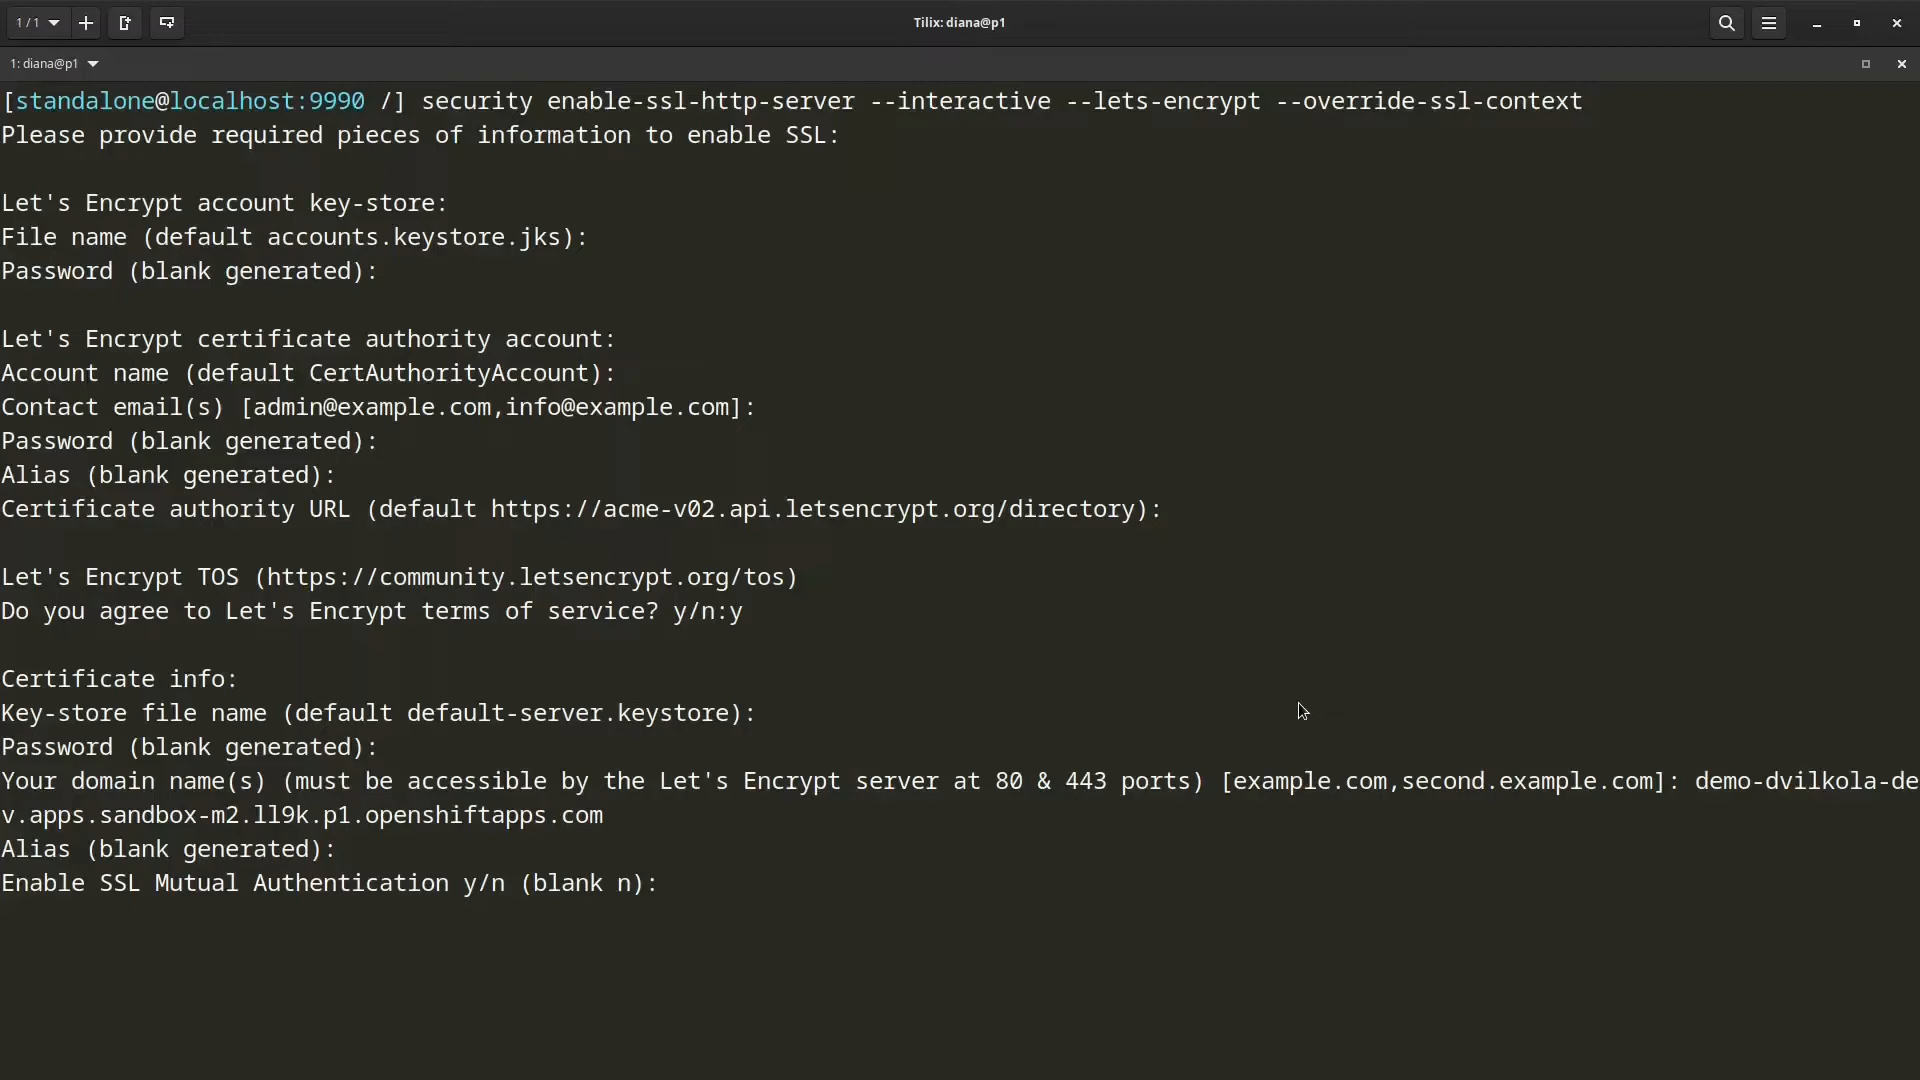 1 / 1
Tilix: diana@p1
1: diana@p1
[standalone@localhost:9990 /] security enable-ssl-http-server --interactive --lets-encrypt --override-ssl-context
Please provide required pieces of information to enable SSL:
Let's Encrypt account key-store:
File name (default accounts.keystore.jks):
Password (blank generated):
Let's Encrypt certificate authority account:
Account name (default CertAuthorityAccount):
Contact email(s) [admin@example.com,info@example.com]:
Password (blank generated):
Alias (blank generated):
Certificate authority URL (default https://acme-v02.api.letsencrypt.org/directory):
Let's Encrypt TOS (https://community.letsencrypt.org/tos)
Do you agree to Let's Encrypt terms of service? y/n:y
Certificate info:
Key-store file name (default default-server.keystore):
Password (blank generated):
Your domain name(s) (must be accessible by the Let's Encrypt server at 80 & 443 ports) [example.com,second.example.com]: demo-dvilkola-de
v.apps.sandbox-m2.ll9k.p1.openshiftapps.com
Alias (blank generated):
Enable SSL Mutual Authentication y/n (blank n):